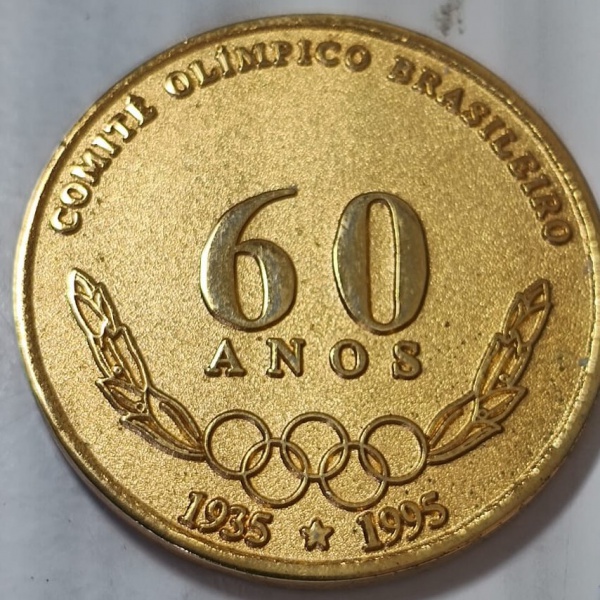 COMITÊ OLÍMPICO BRASILEIRO
60
ANOS
1935 1995